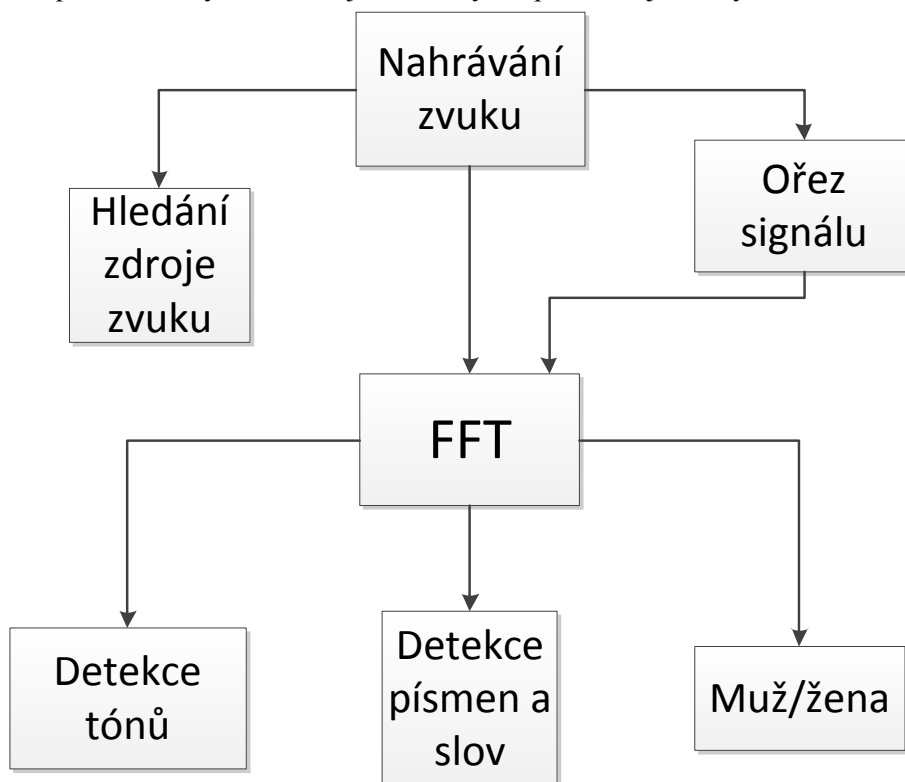 Nahrávání
zvuku
Hledání
zdroje
zvuku
Ořez
signálu
FFT
Detekce
tónů
Detekce
písmen a
slov
Muž/žena